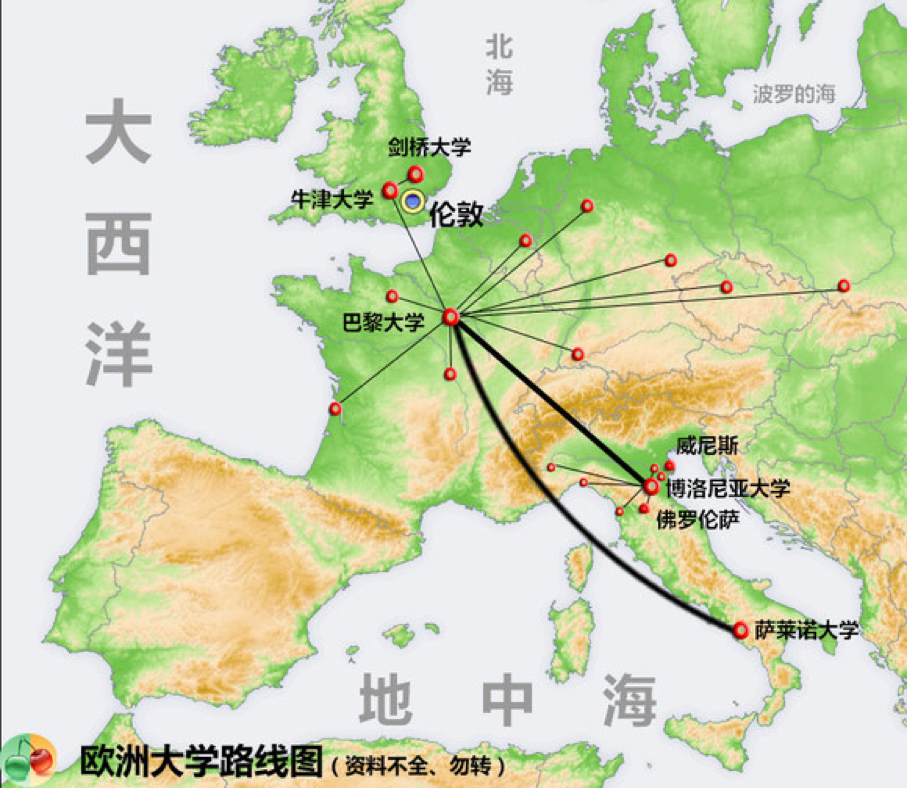 北海
波罗的海
大西洋
剑桥大学
牛津大学
伦敦
巴黎大学
威尼斯
博洛尼亚大学
佛罗伦萨
萨莱诺大学
地中海
欧洲大学路线图（资料不全、勿转）